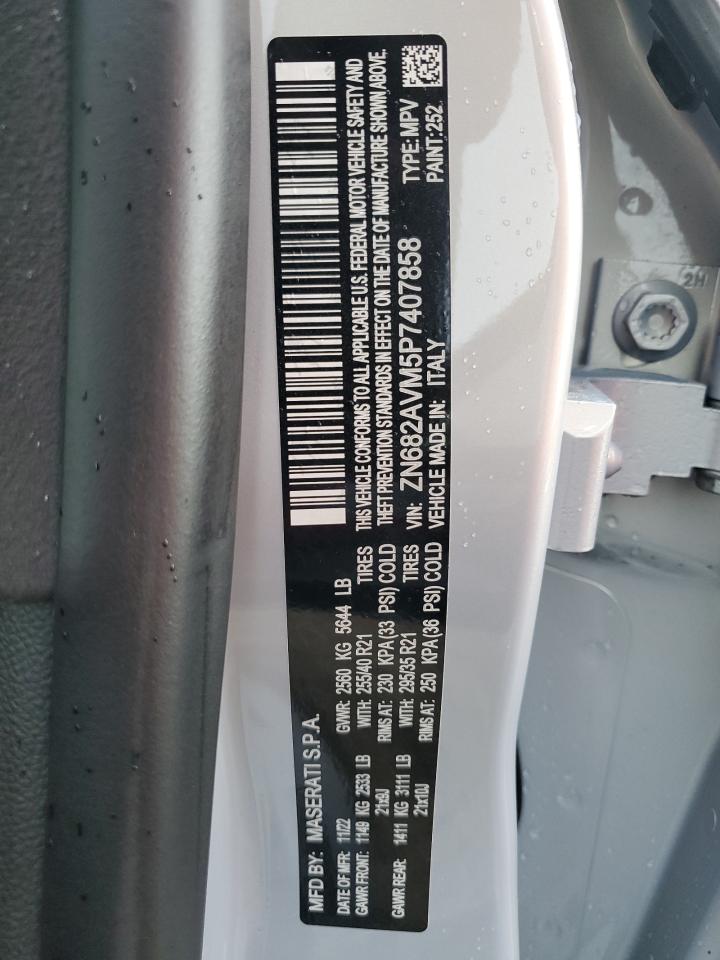 MFD BY: MASERATI S.P.A.
DATE OF MFR: 11/22 GVWR: 2560 KG 5644 LB
GAWR FRONT: 1149 KG 2533 LB WITH: 255/40 R21 TIRES
21x9J RIMS AT: 230 KPA(33 PSI) COLD
GAWR REAR: 1411 KG 3111 LB WITH: 295/35 R21 TIRES
21x10J RIMS AT: 250 KPA(36 PSI) COLD
THIS VEHICLE CONFORMS TO ALL APPLICABLE U.S. FEDERAL MOTOR VEHICLE SAFETY AND
THEFT PREVENTION STANDARDS IN EFFECT ON THE DATE OF MANUFACTURE SHOWN ABOVE.
VIN: ZN682AVM5P7407858 TYPE: MPV
VEHICLE MADE IN: ITALY PAINT: 252
2H